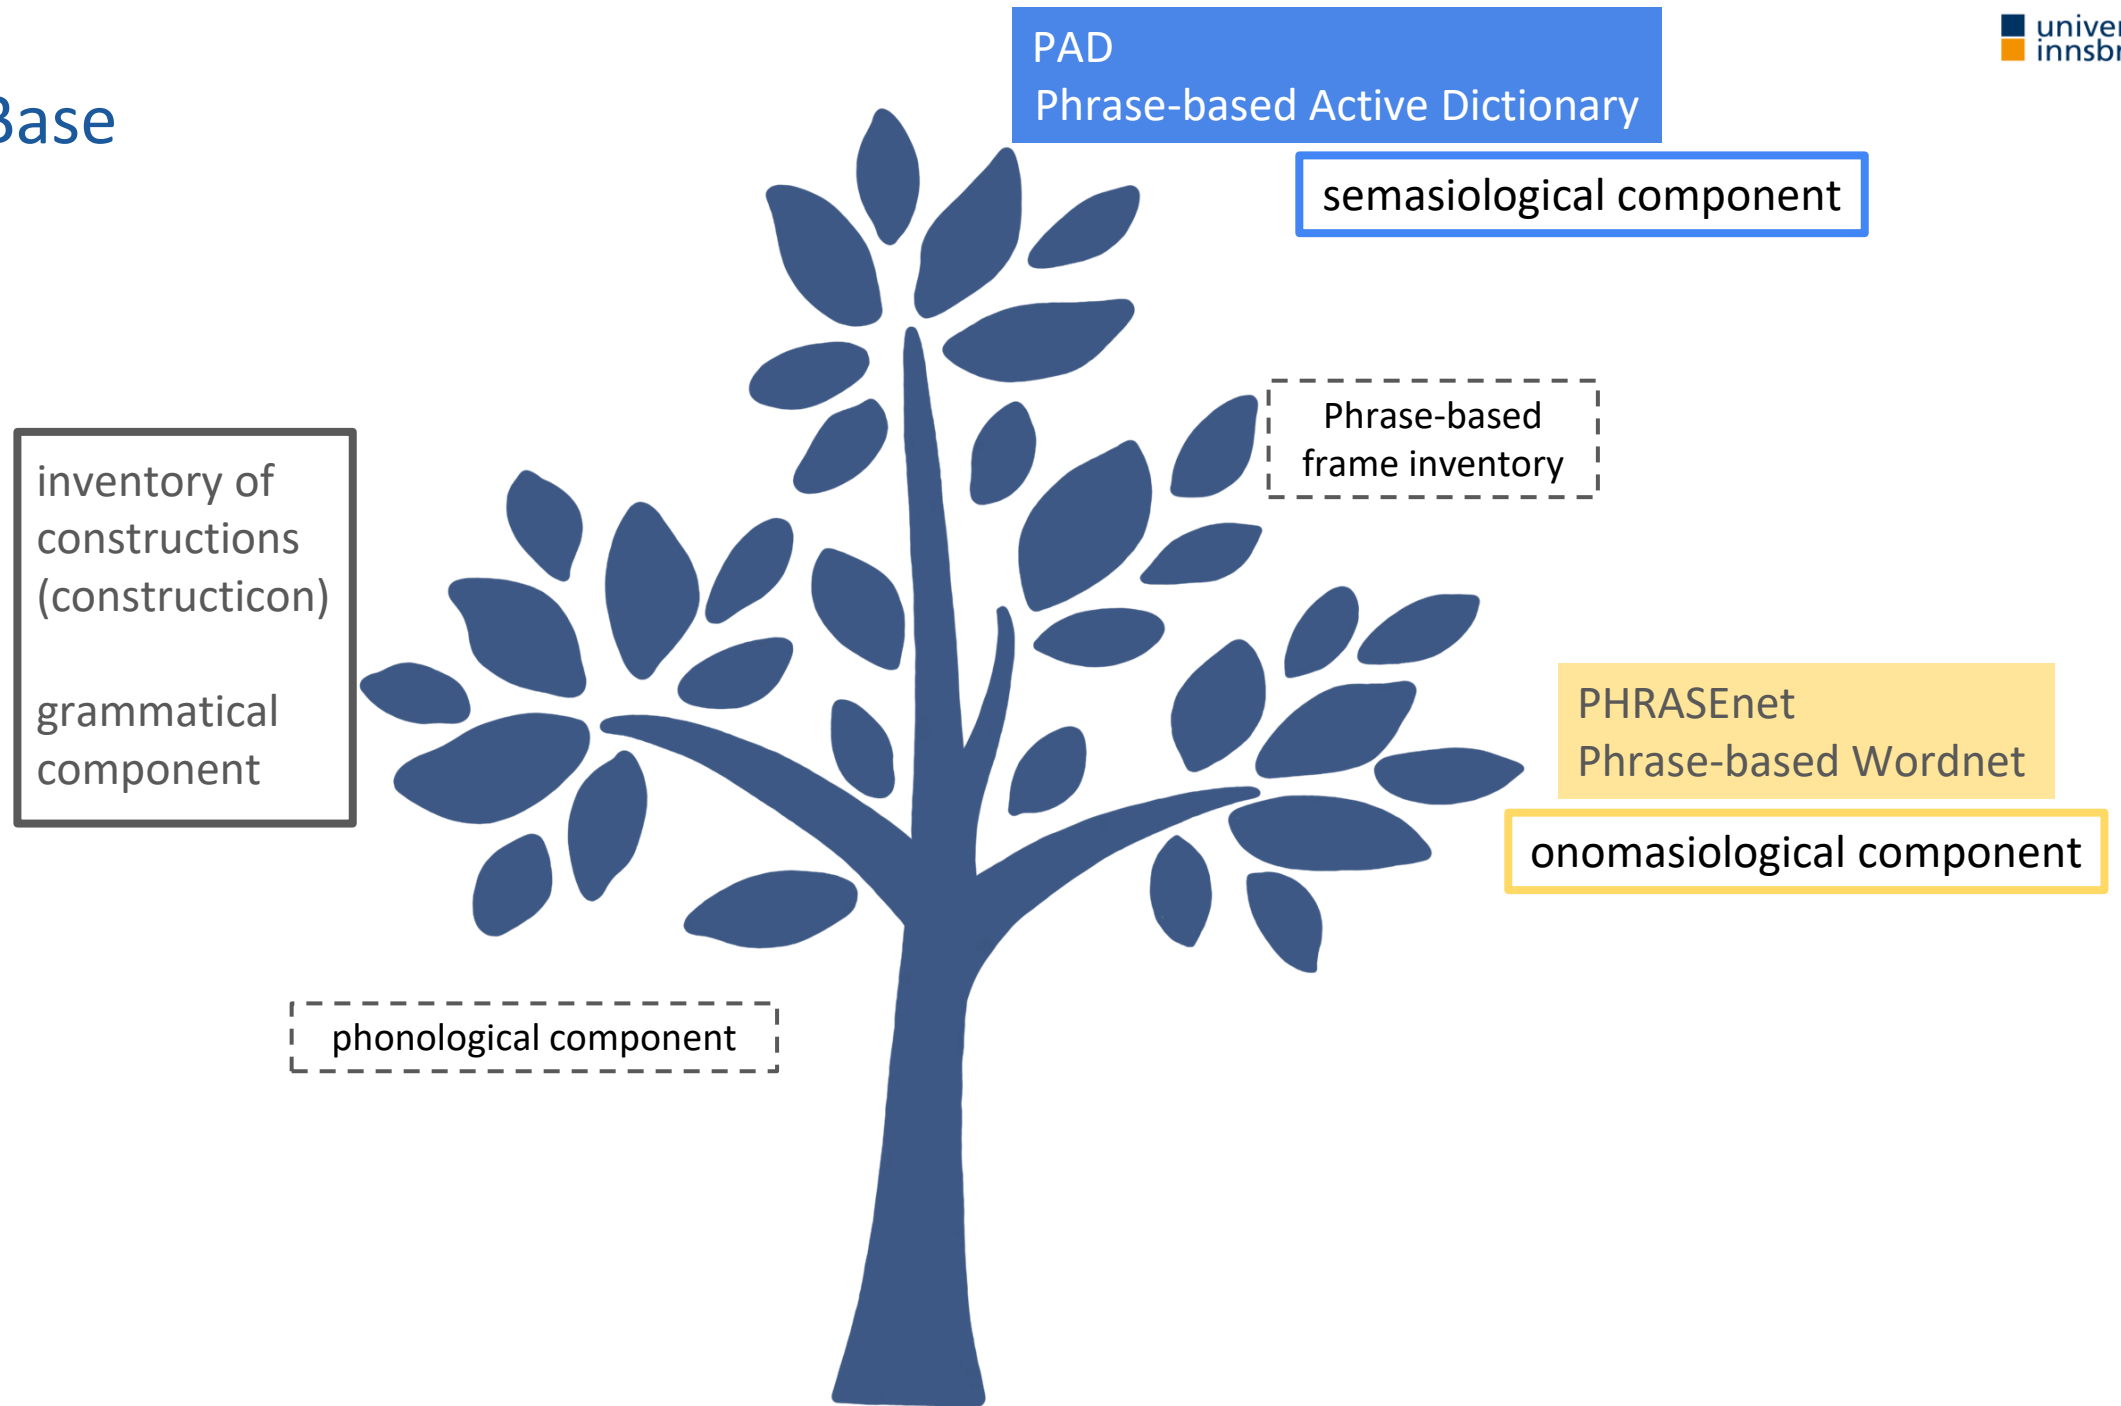 Base
PAD
Phrase-based Active Dictionary
semasiological component
Phrase-based
frame inventory
inventory of
constructions
(constructicon)
grammatical
component
PHRASEnet
Phrase-based Wordnet
onomasiological component
phonological component